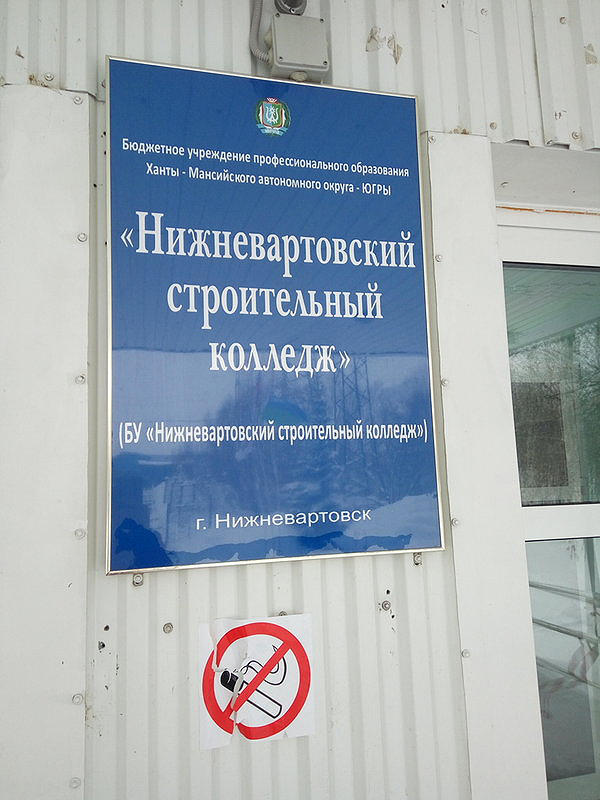 Бюджетное учреждение профессионального образования
Ханты - Мансийского автономного округа - ЮГРЫ
«Нижневартовский
строительный
колледж»
(БУ «Нижневартовский строительный колледж»)
г. Нижневартовск